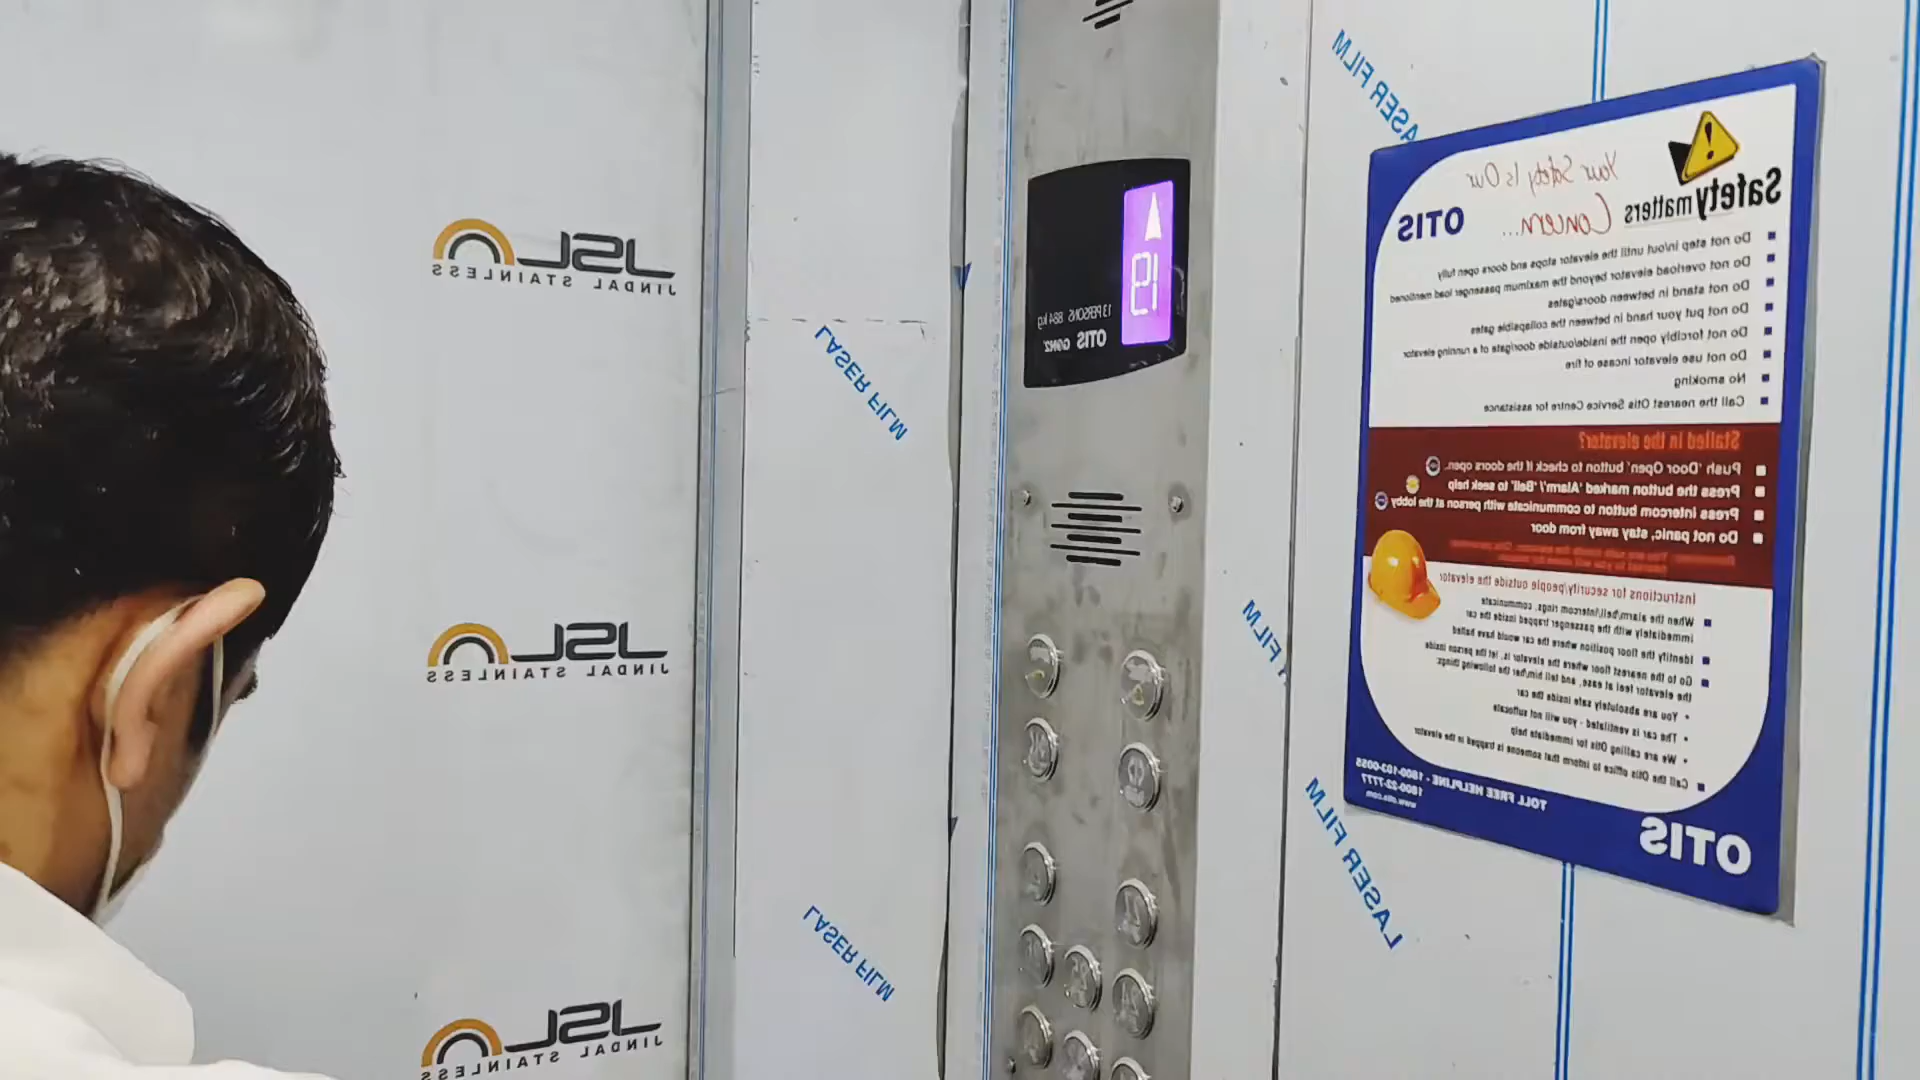 JSL
JINDAL STAINLESS
JSL
JINDAL STAINLESS
JSL
JINDAL STAINLESS
LASER FILM
LASER FILM
LASER FILM
LASER FILM
19
13 PERSONS 884 kg
OTIS GeN2
Safety matters
Your Safety Is Our
Concern...
OTIS
Do not step in/out until the elevator stops and doors open fully
Do not overload elevator beyond the maximum passenger load mentioned
Do not stand in between doors/gates
Do not put your hand in between the collapsible gates
Do not forcibly open the inside/outside door/gate of a running elevator
Do not use elevator incase of fire
No smoking
Call the nearest Otis Service Centre for assistance
Stalled in the elevator?
Push 'Door Open' button to check if the doors open.
Press the button marked 'Alarm'/ 'Bell' to seek help
Press Intercom button to communicate with person at the lobby
Do not panic, stay away from door
Instructions for security/people outside the elevator
When the alarm/bell/intercom rings, communicate
immediately with the passenger trapped inside the car
Identify the floor position where the car would have halted
Go to the nearest floor where the elevator is, let the person inside
the elevator feel at ease, and tell him/her the following things:
You are absolutely safe inside the car
The car is ventilated - you will not suffocate
We are calling Otis for immediate help
Call the Otis office to inform that someone is trapped in the elevator
TOLL FREE HELPLINE - 1800-103-0055
1800-22-7777
www.otis.com
OTIS